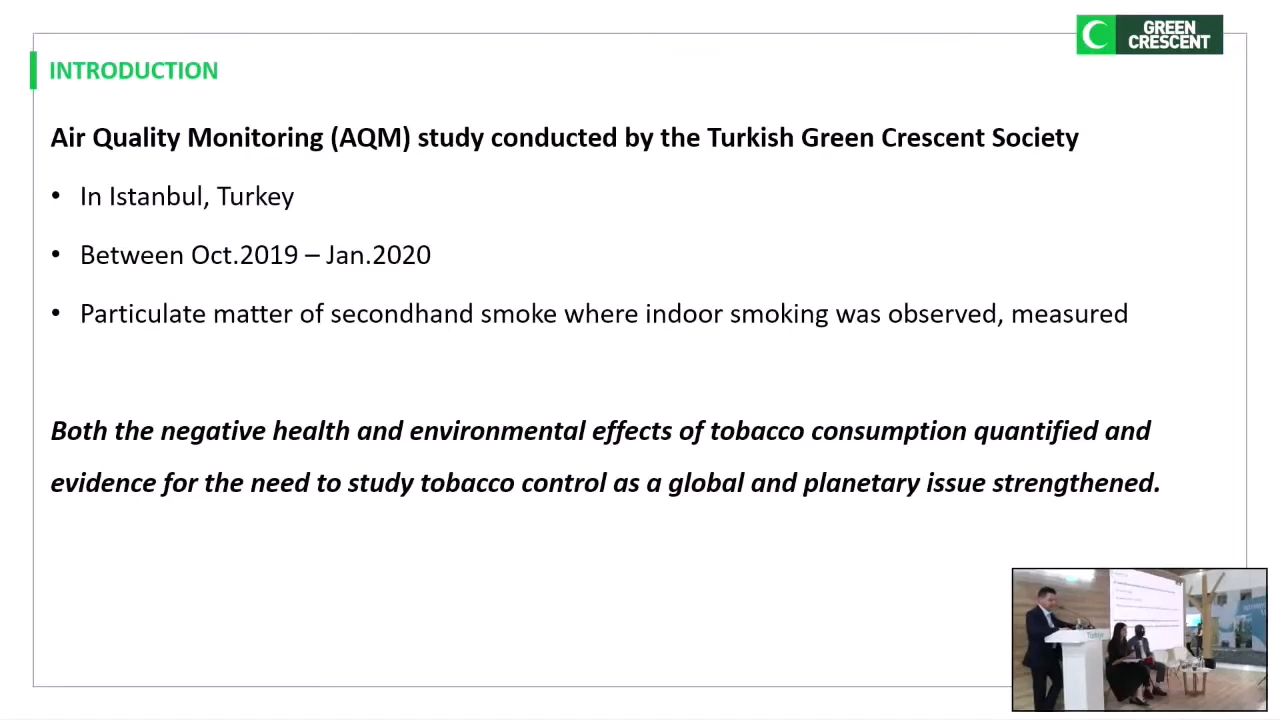 GREEN
CRESCENT
INTRODUCTION
Air Quality Monitoring (AQM) study conducted by the Turkish Green Crescent Society
• In Istanbul, Turkey
• Between Oct.2019 – Jan.2020
• Particulate matter of secondhand smoke where indoor smoking was observed, measured
Both the negative health and environmental effects of tobacco consumption quantified and
evidence for the need to study tobacco control as a global and planetary issue strengthened.
Türkiye